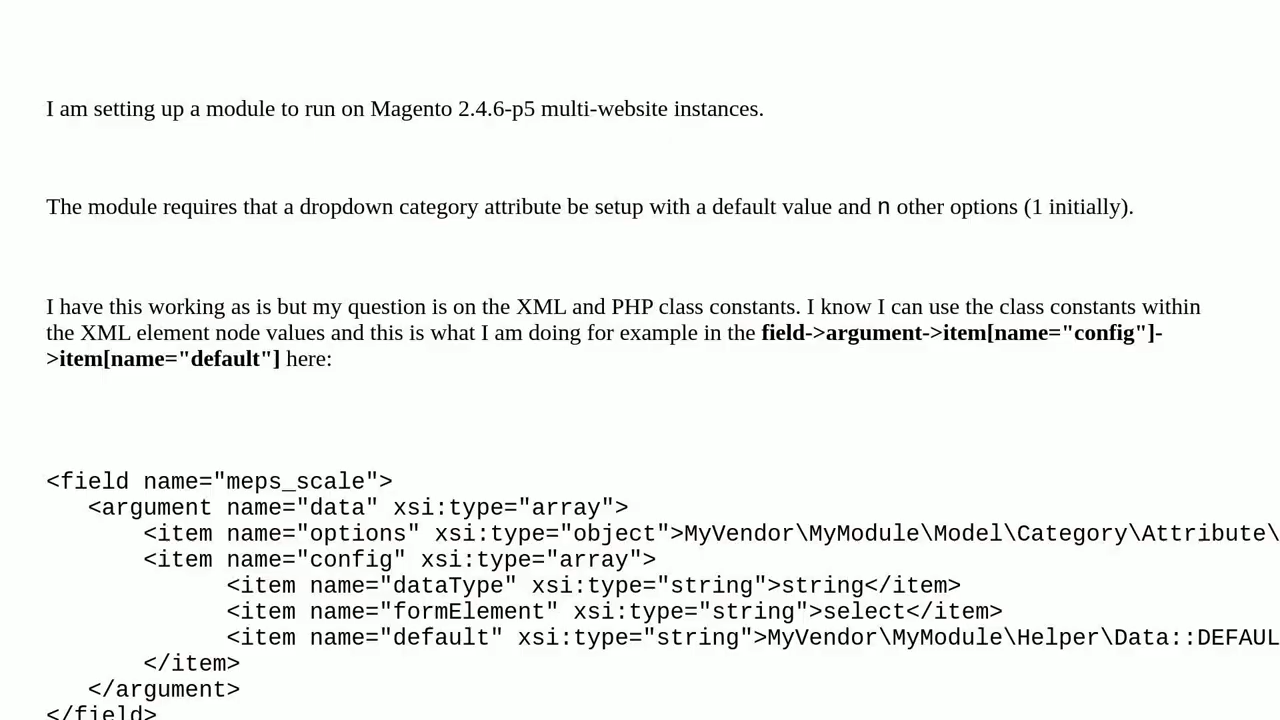 I am setting up a module to run on Magento 2.4.6-p5 multi-website instances.
The module requires that a dropdown category attribute be setup with a default value and n other options (1 initially).
I have this working as is but my question is on the XML and PHP class constants. I know I can use the class constants within
the XML element node values and this is what I am doing for example in the field->argument->item[name="config"]-
>item[name="default"] here:
<field name="meps_scale">
   <argument name="data" xsi:type="array">
       <item name="options" xsi:type="object">MyVendor\MyModule\Model\Category\Attribute\
       <item name="config" xsi:type="array">
             <item name="dataType" xsi:type="string">string</item>
             <item name="formElement" xsi:type="string">select</item>
             <item name="default" xsi:type="string">MyVendor\MyModule\Helper\Data::DEFAUL
       </item>
   </argument>
</field>